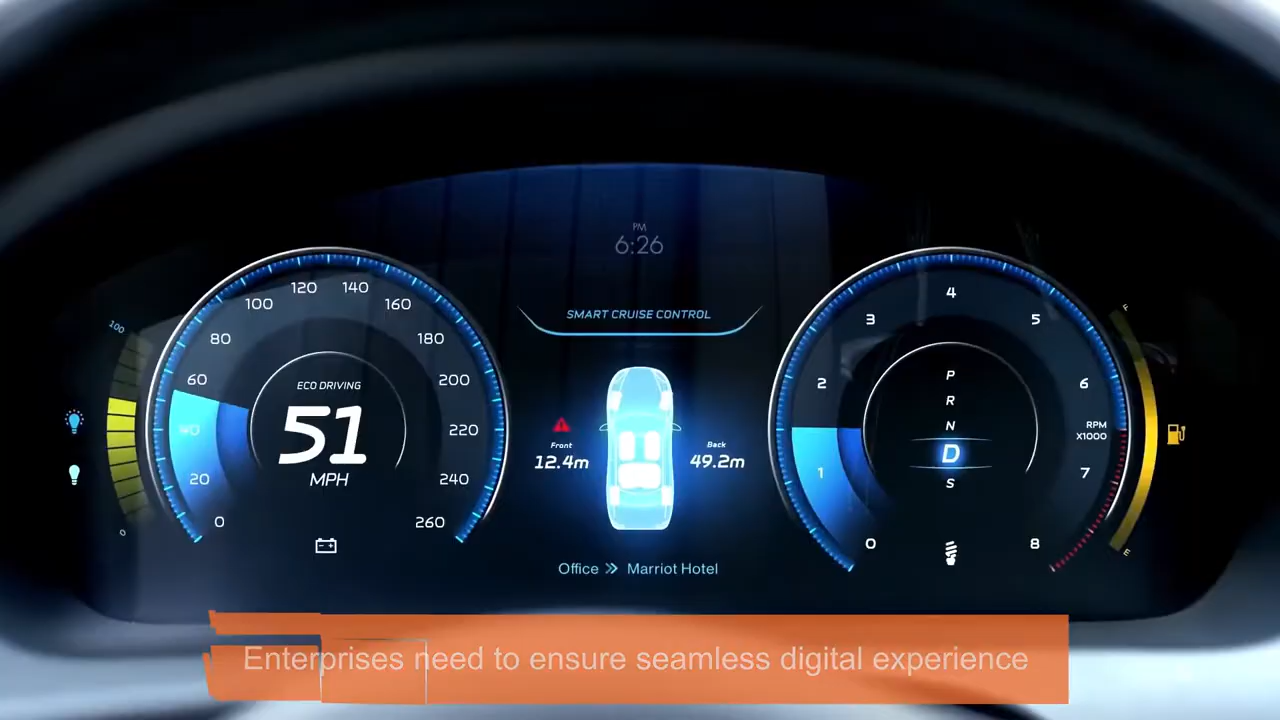 PM
6:26
SMART CRUISE CONTROL
100
0
0
20
40
60
80
100
120
140
160
180
200
220
240
260
ECO DRIVING
51
MPH
Front
12.4m
Back
49.2m
Office » Marriot Hotel
0
1
2
3
4
5
6
7
8
RPM
X1000
P
R
N
D
S
F
E
Enterprises need to ensure seamless digital experience